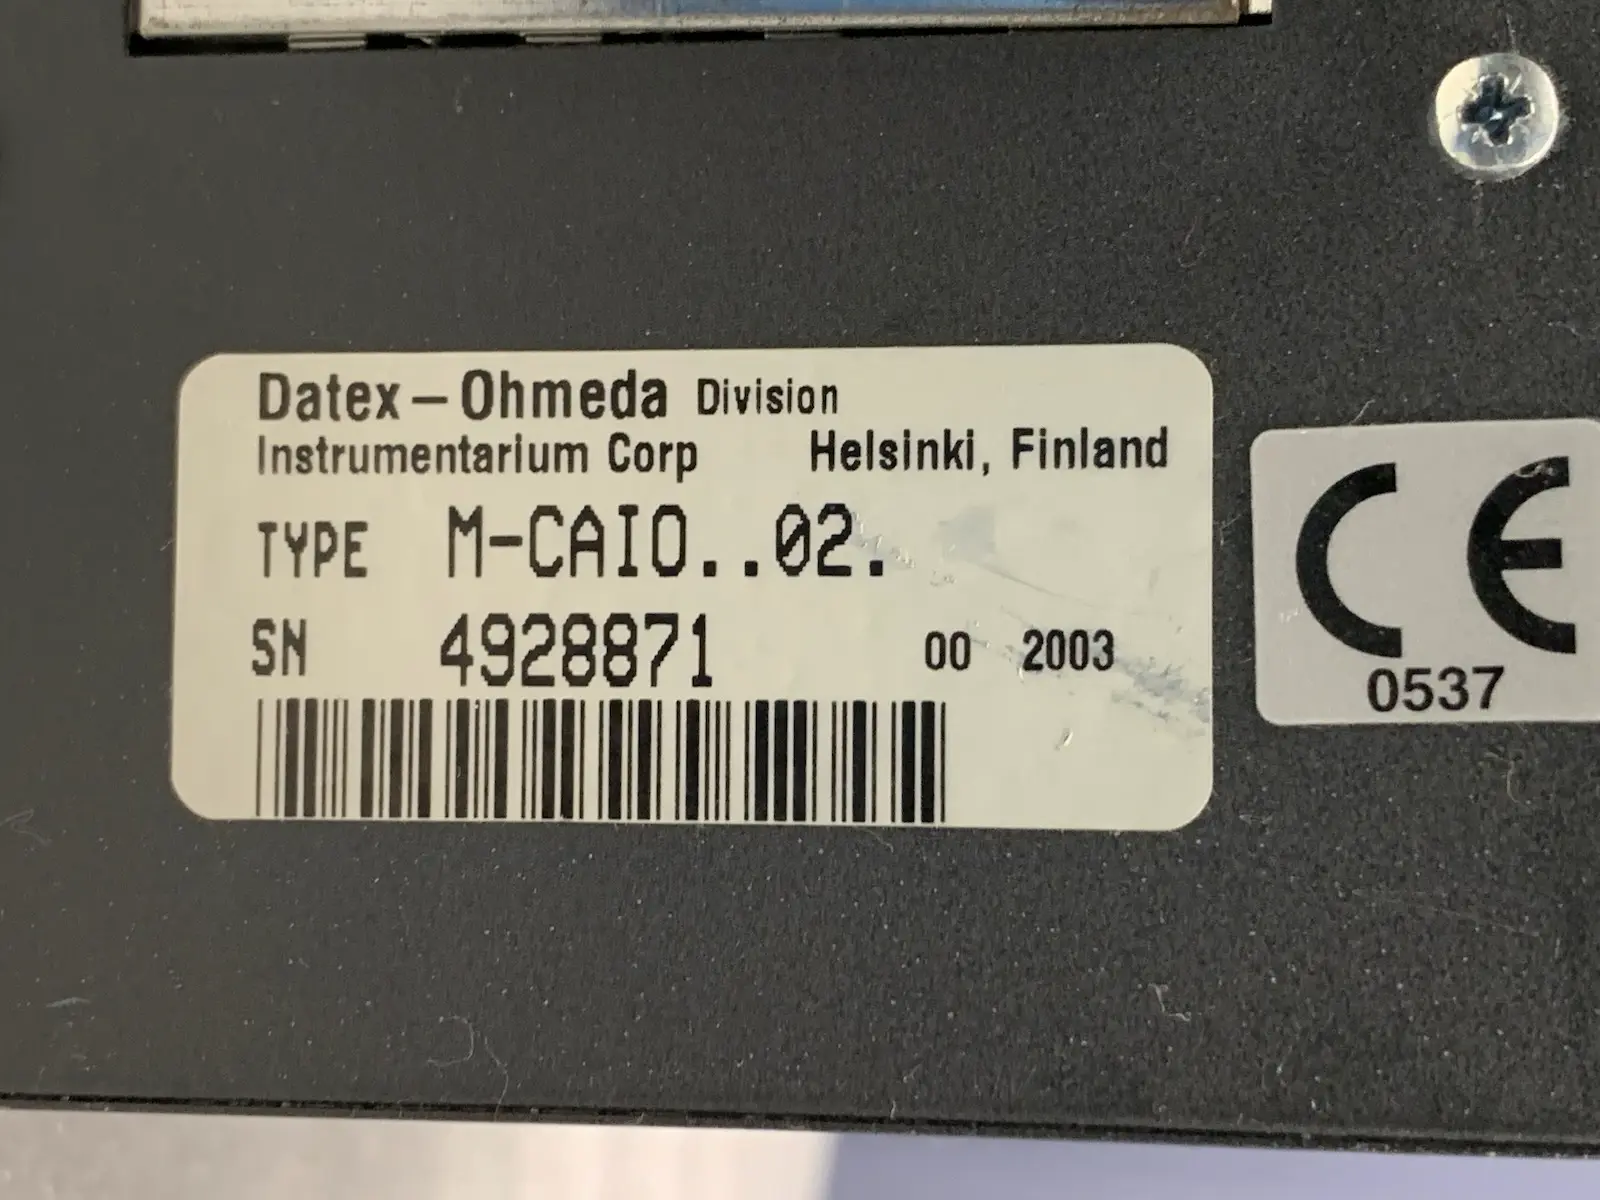 Datex-Ohmeda Division
Instrumentarium Corp Helsinki, Finland
TYPE M-CAIO..02.
SN 4928871 00 2003
CE
0537